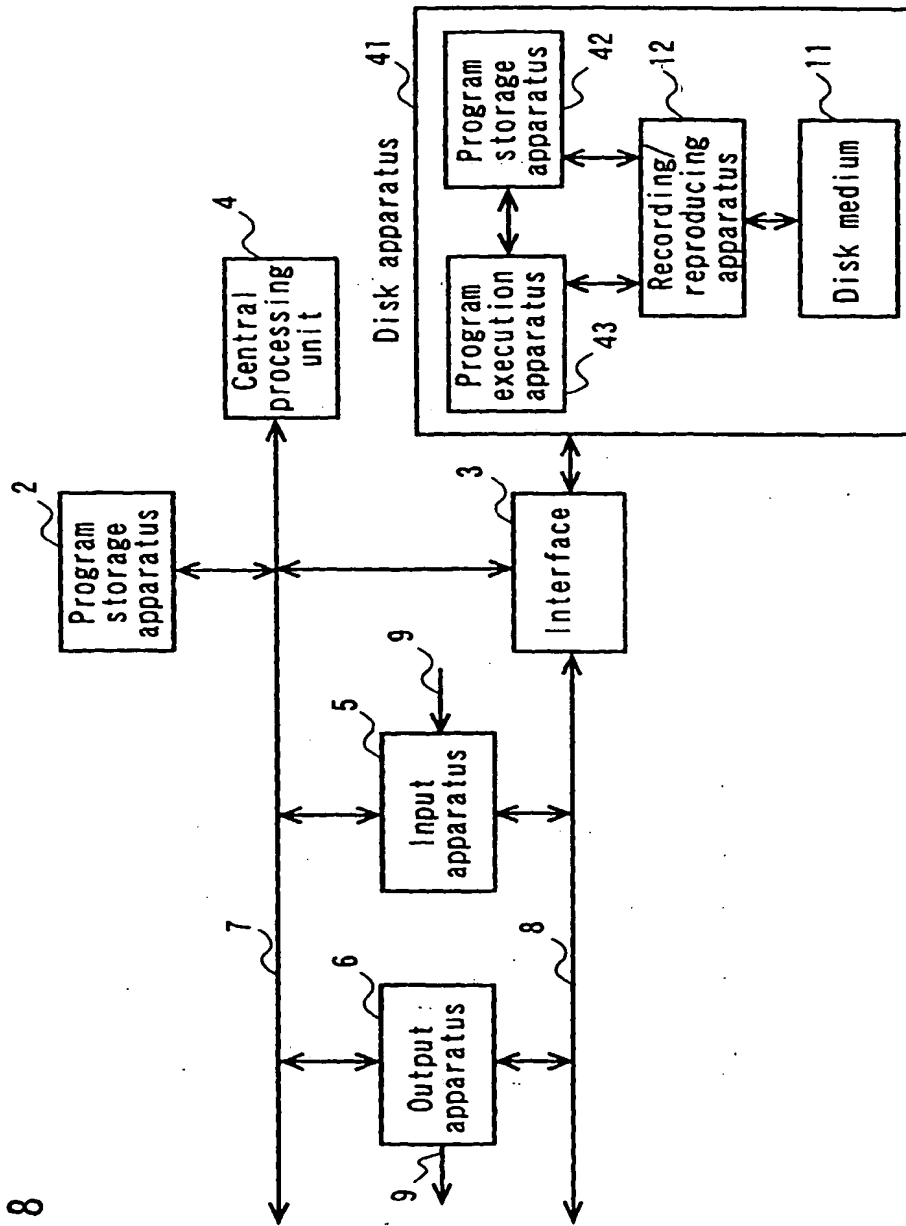 8
2
Program
storage
apparatus
4
Central
processing
unit
7
6
Output
apparatus
9
5
Input
apparatus
9
3
Interface
8
Disk apparatus
41
Program
execution
apparatus
43
Program
storage
apparatus
42
Recording/
reproducing
apparatus
12
Disk medium
11